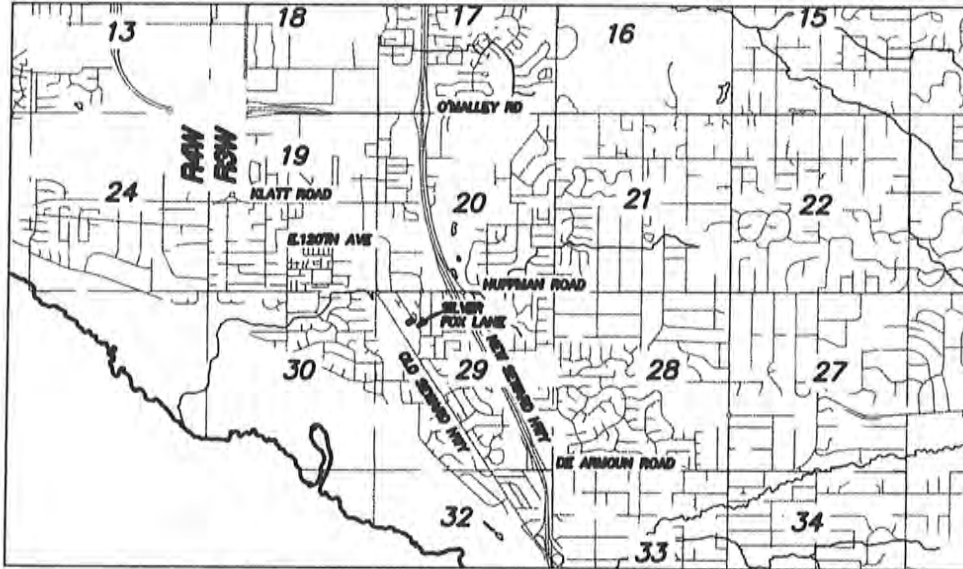 13 18 17 16 15
O'MALLEY RD
R4W R3W
19
24 20 21 22
KLATT ROAD
E.120TH AVE
HUFFMAN ROAD
SILVER
FOX LANE
30 29 28 27
OLD SEWARD HWY
NEW SEWARD HWY
DE ARMOUN ROAD
32 33 34